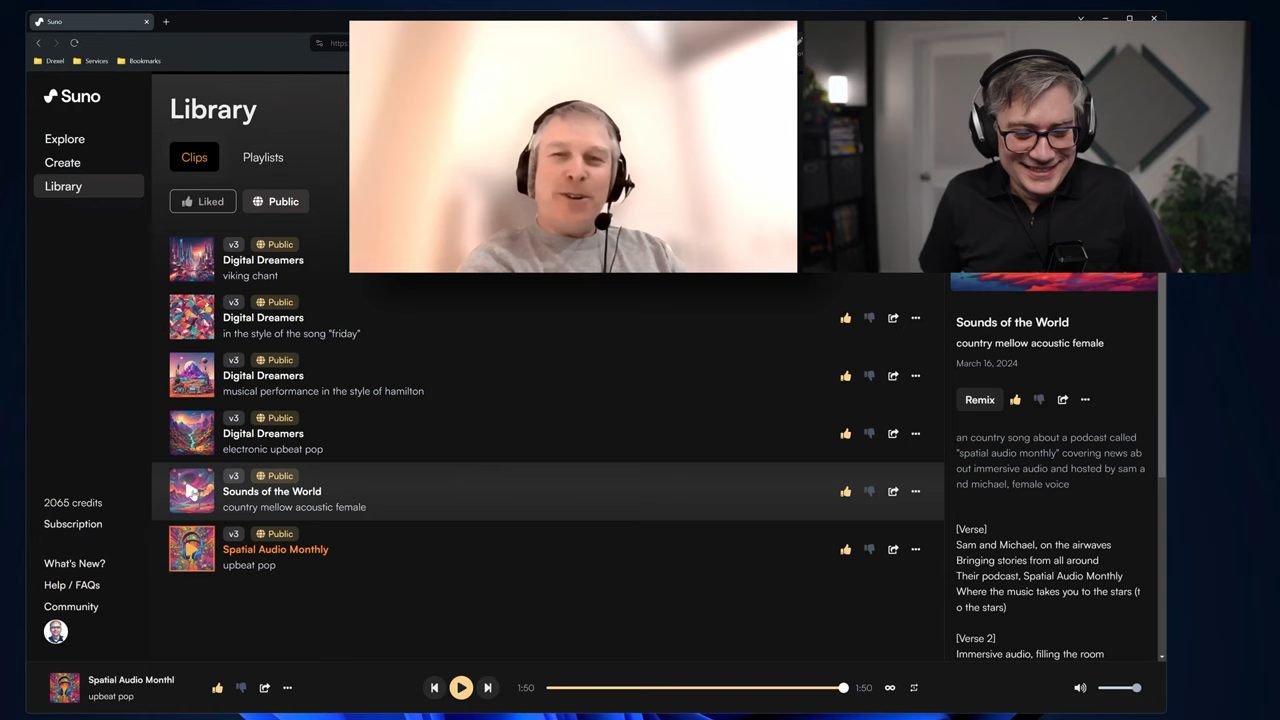 Suno
https:
Drexel
Services
Bookmarks
Suno
Explore
Create
Library
2065 credits
Subscription
What's New?
Help / FAQs
Community
Library
Clips
Playlists
Liked
Public
v3
Public
Digital Dreamers
viking chant
v3
Public
Digital Dreamers
in the style of the song "friday"
v3
Public
Digital Dreamers
musical performance in the style of hamilton
v3
Public
Digital Dreamers
electronic upbeat pop
v3
Public
Sounds of the World
country mellow acoustic female
v3
Public
Spatial Audio Monthly
upbeat pop
Sounds of the World
country mellow acoustic female
March 16, 2024
Remix
an country song about a podcast called
"spatial audio monthly" covering news ab
out immersive audio and hosted by sam a
nd michael, female voice
[Verse]
Sam and Michael, on the airwaves
Bringing stories from all around
Their podcast, Spatial Audio Monthly
Where the music takes you to the stars (t
o the stars)
[Verse 2]
Immersive audio, filling the room
Spatial Audio Monthl
upbeat pop
1:50
1:50